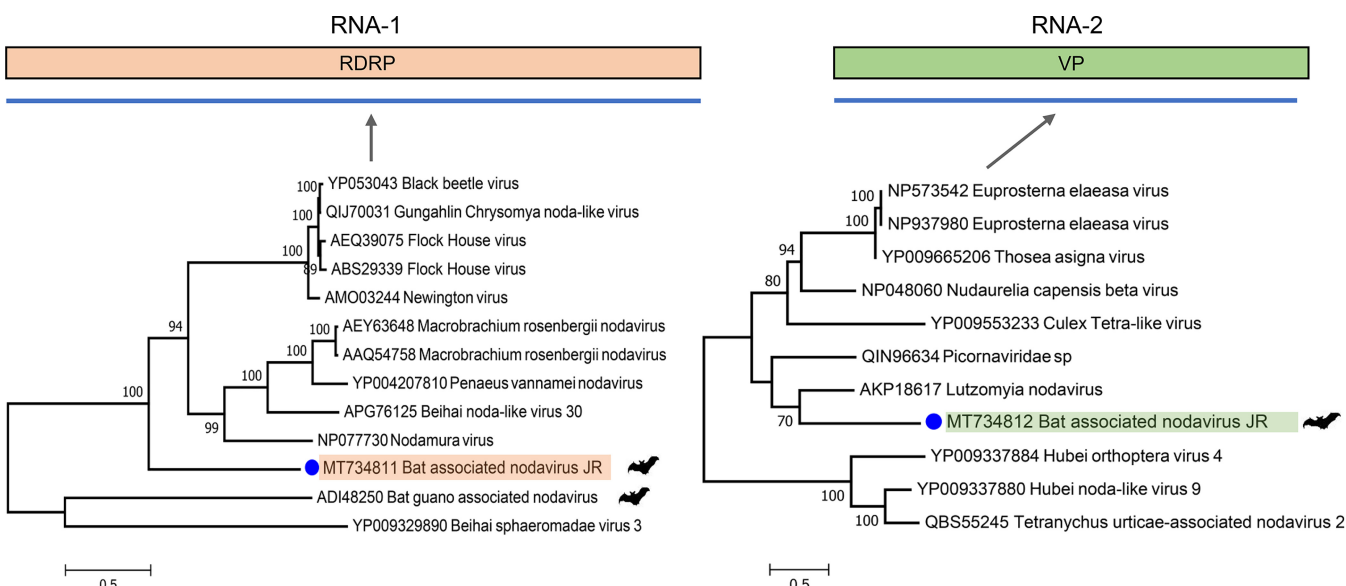 RNA-1
RDRP
100
YP053043 Black beetle virus
100
QIJ70031 Gungahlin Chrysomya noda-like virus
AEQ39075 Flock House virus
100
89
ABS29339 Flock House virus
AMO03244 Newington virus
94
100
AEY63648 Macrobrachium rosenbergii nodavirus
100
AAQ54758 Macrobrachium rosenbergii nodavirus
100
YP004207810 Penaeus vannamei nodavirus
100
APG76125 Beihai noda-like virus 30
99
NP077730 Nodamura virus
MT734811 Bat associated nodavirus JR
ADI48250 Bat guano associated nodavirus
YP009329890 Beihai sphaeromadae virus 3
0.5
RNA-2
VP
100
NP573542 Euprosterna elaeasa virus
100
NP937980 Euprosterna elaeasa virus
94
YP009665206 Thosea asigna virus
80
NP048060 Nudaurelia capensis beta virus
YP009553233 Culex Tetra-like virus
QIN96634 Picornaviridae sp
AKP18617 Lutzomyia nodavirus
70
MT734812 Bat associated nodavirus JR
YP009337884 Hubei orthoptera virus 4
100
YP009337880 Hubei noda-like virus 9
100
QBS55245 Tetranychus urticae-associated nodavirus 2
0.5